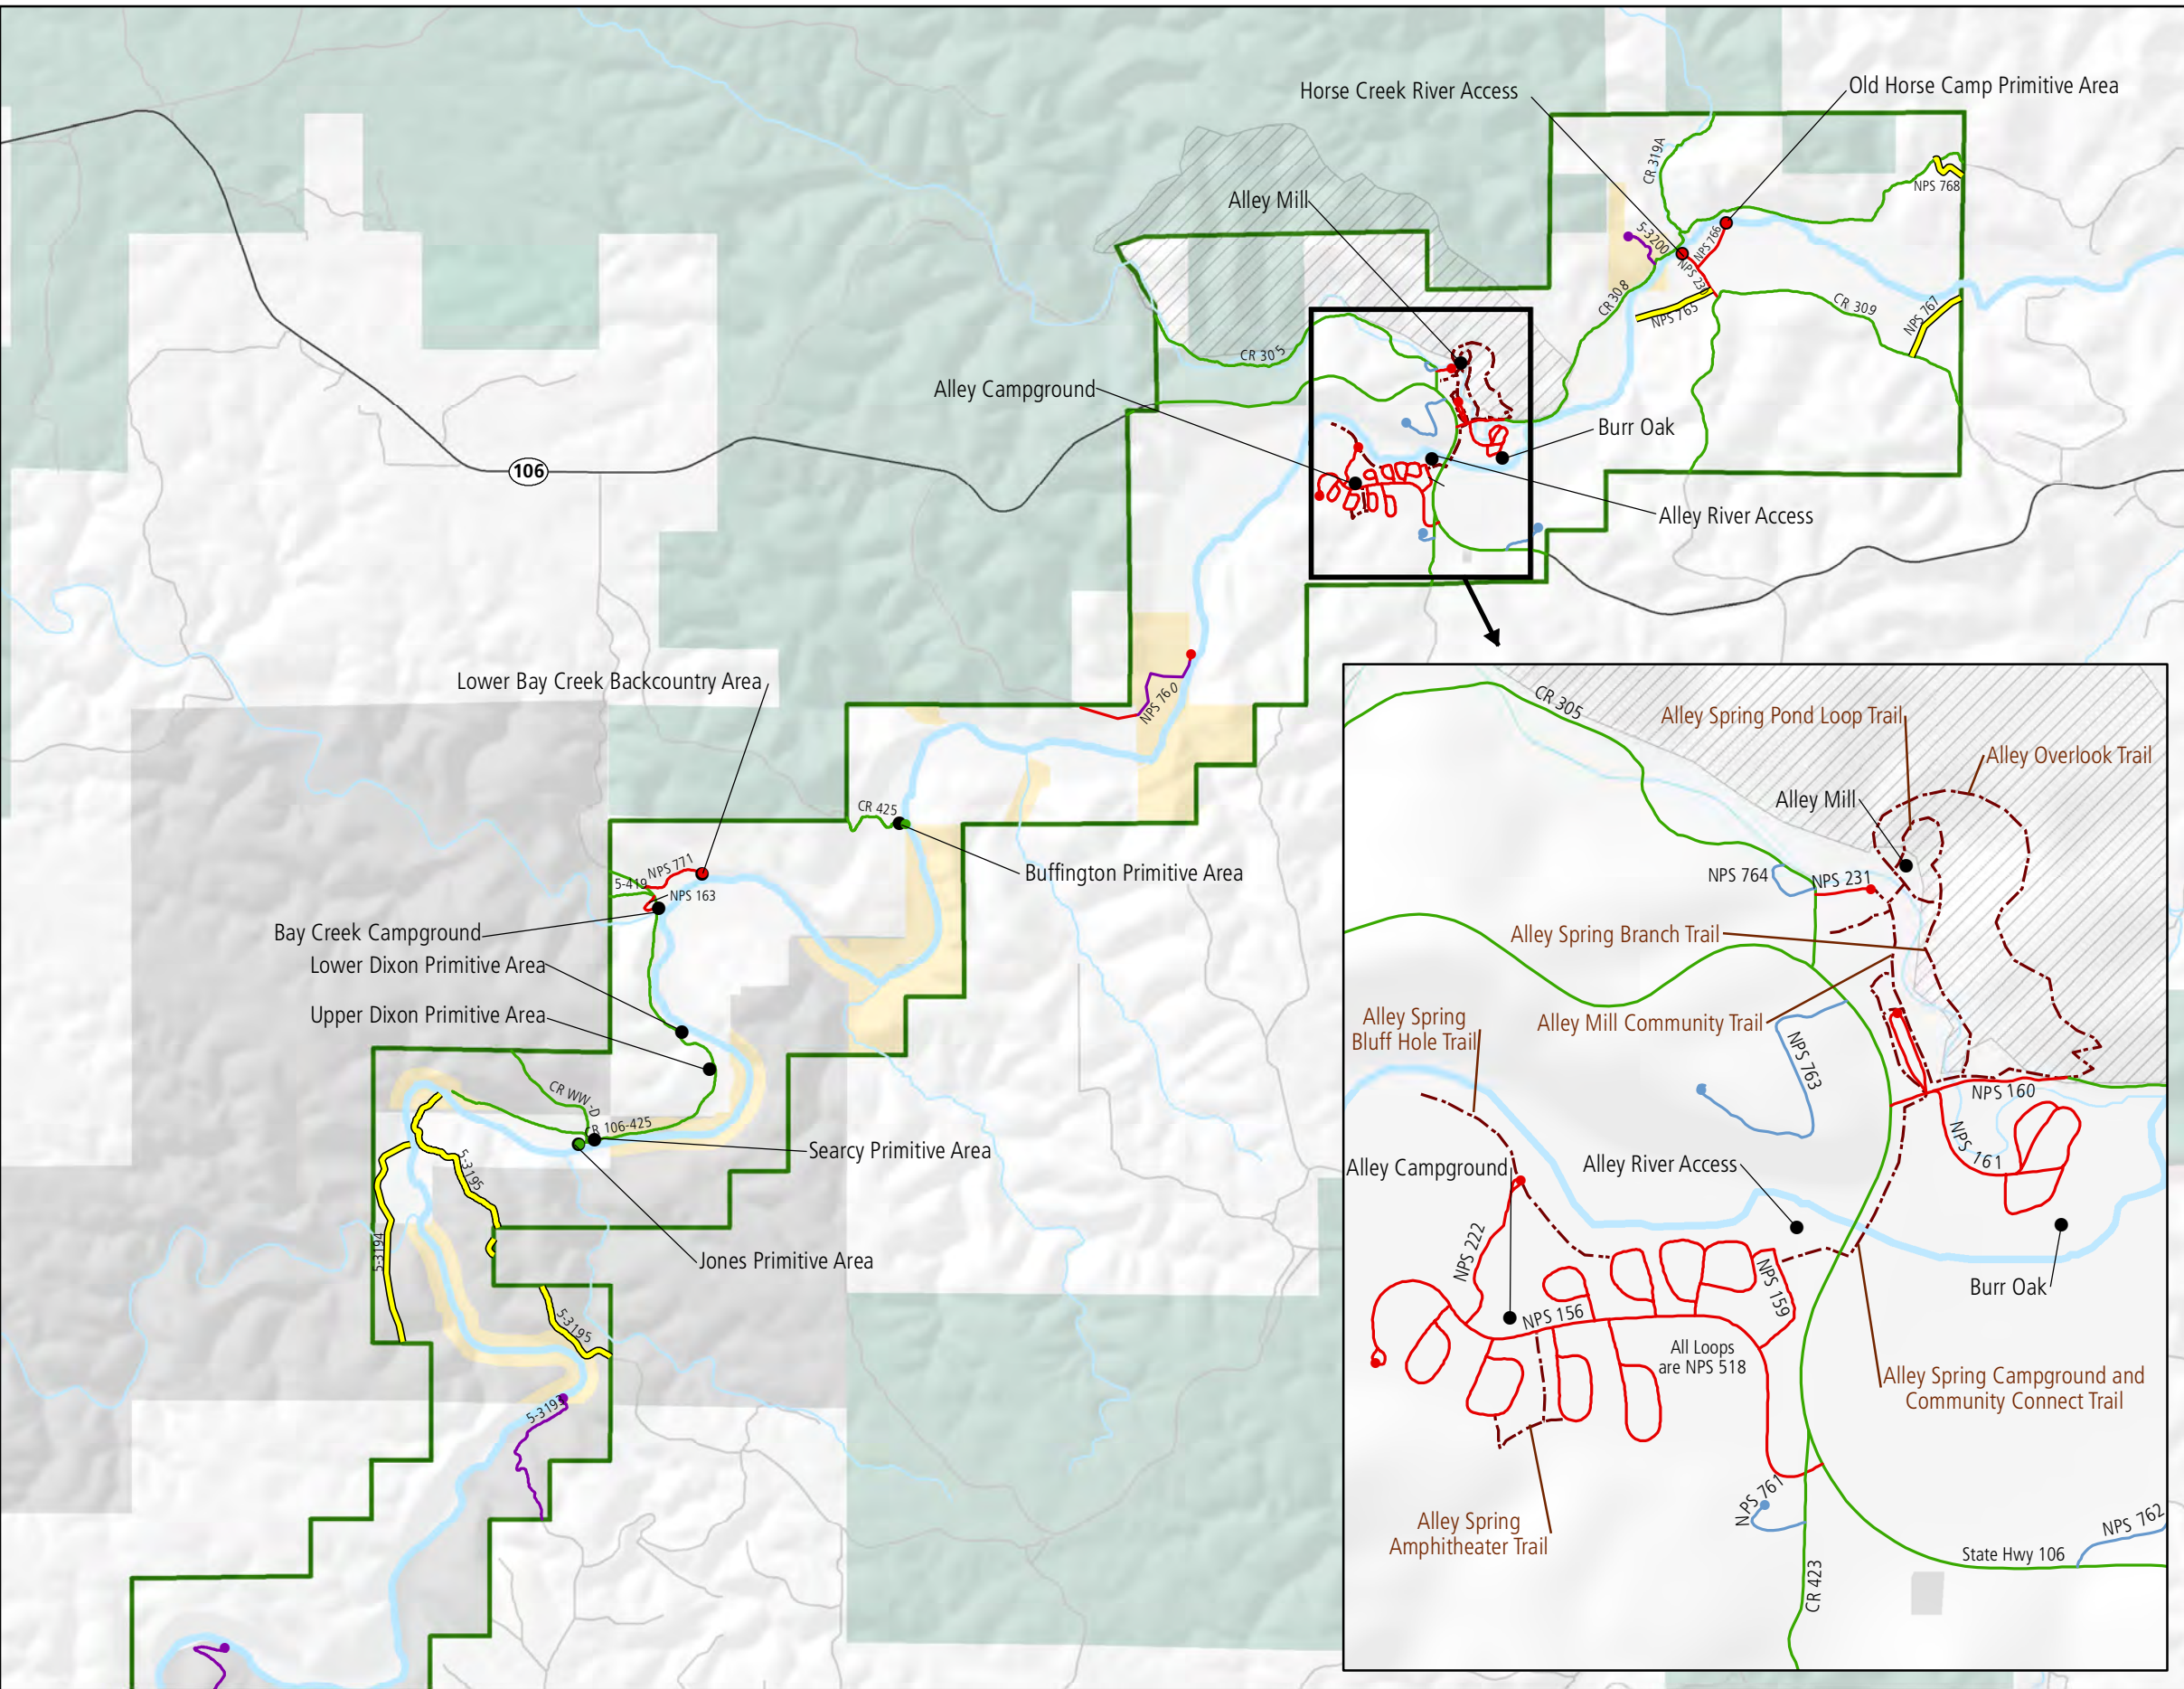 Horse Creek River Access
Old Horse Camp Primitive Area
CR 319A
NPS 768
Alley Mill
5-3200
NPS 766
NPS 230
CR 308
NPS 765
CR 309
NPS 767
CR 305
Alley Campground
Burr Oak
106
Alley River Access
Lower Bay Creek Backcountry Area
NPS 760
CR 425
Buffington Primitive Area
NPS 771
5-419
NPS 163
Bay Creek Campground
Lower Dixon Primitive Area
Upper Dixon Primitive Area
CR WW-D
CR 106-425
Searcy Primitive Area
5-3195
5-3194
Jones Primitive Area
5-3195
5-3193
CR 305
Alley Spring Pond Loop Trail
Alley Overlook Trail
Alley Mill
NPS 764
NPS 231
Alley Spring Branch Trail
Alley Spring
Bluff Hole Trail
Alley Mill Community Trail
NPS 763
NPS 160
NPS 161
Alley Campground
Alley River Access
NPS 222
NPS 159
Burr Oak
NPS 156
All Loops
are NPS 518
Alley Spring Campground and
Community Connect Trail
NPS 761
Alley Spring
Amphitheater Trail
NPS 762
State Hwy 106
CR 423